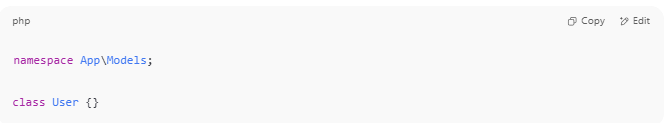 php
Copy
Edit
namespace App\Models;
class User {}